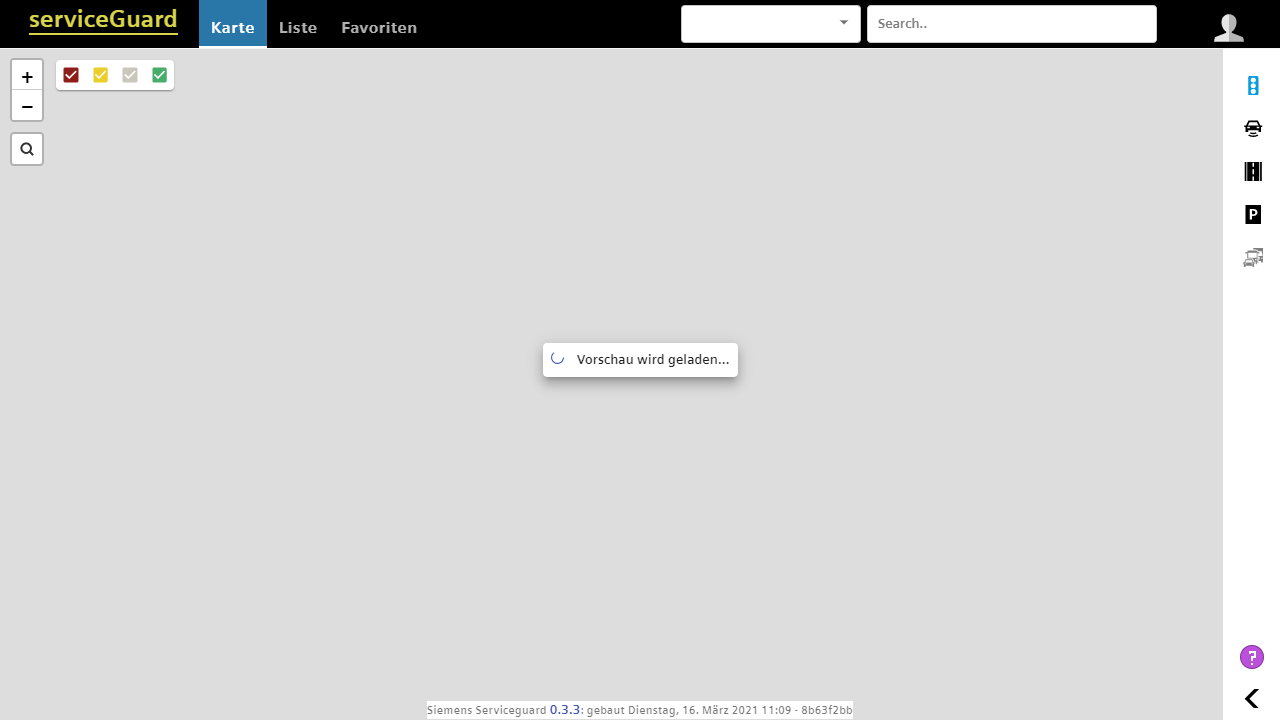 serviceGuard
Karte
Liste
Favoriten
Search..
+
−
P
Vorschau wird geladen...
?
Siemens Serviceguard 0.3.3: gebaut Dienstag, 16. März 2021 11:09 - 8b63f2bb